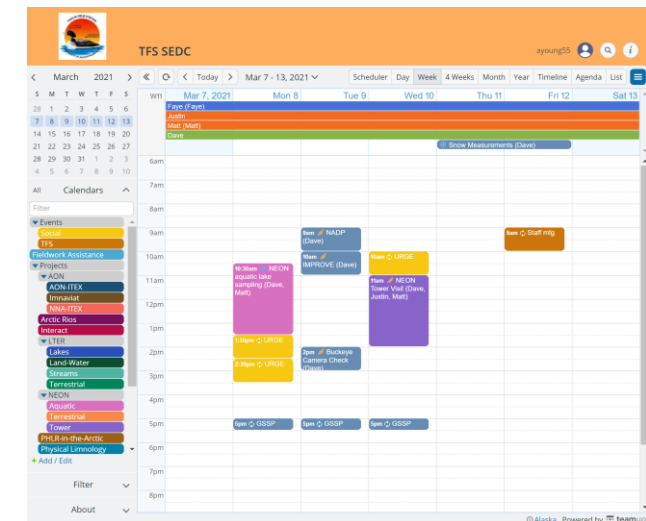 TFS SEDC
ayoung55
March 2021
Today
Mar 7 - 13, 2021
Scheduler Day Week 4 Weeks Month Year Timeline Agenda List
S M T W T F S
28 1 2 3 4 5 6
7 8 9 10 11 12 13
14 15 16 17 18 19 20
21 22 23 24 25 26 27
28 29 30 31 1 2 3
4 5 6 7 8 9 10
All Calendars
Filter
Events
Social
TFS
Fieldwork Assistance
Projects
AON
AON-ITEX
Imnaviat
NNA-ITEX
Arctic Rios
Interact
LTER
Lakes
Land-Water
Streams
Terrestrial
NEON
Aquatic
Terrestrial
Tower
PHLR-in-the-Arctic
Physical Limnology
+ Add / Edit
Filter
About
W11 Mar 7, 2021 Mon 8 Tue 9 Wed 10 Thu 11 Fri 12 Sat 13
Faye (Faye)
Justin
Matt (Matt)
Dave
Snow Measurements (Dave)
6am
7am
8am
9am
9am NADP
(Dave)
9am Staff mtg
10am
10am
IMPROVE (Dave)
10am URGE
10:30am NEON
aquatic lake
sampling (Dave,
Matt)
11am
11am NEON
Tower Visit (Dave,
Justin, Matt)
12pm
1pm
1:30pm URGE
2pm
2pm Buckeye
Camera Check
(Dave)
2:30pm URGE
3pm
4pm
5pm
5pm GSSP
5pm GSSP
5pm GSSP
6pm
7pm
8pm
Alaska Powered by teamup